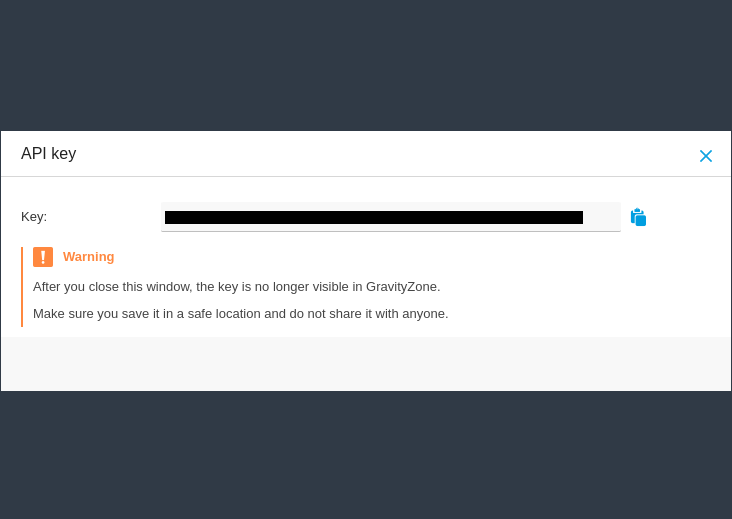 API key
Key:
Warning
After you close this window, the key is no longer visible in GravityZone.
Make sure you save it in a safe location and do not share it with anyone.